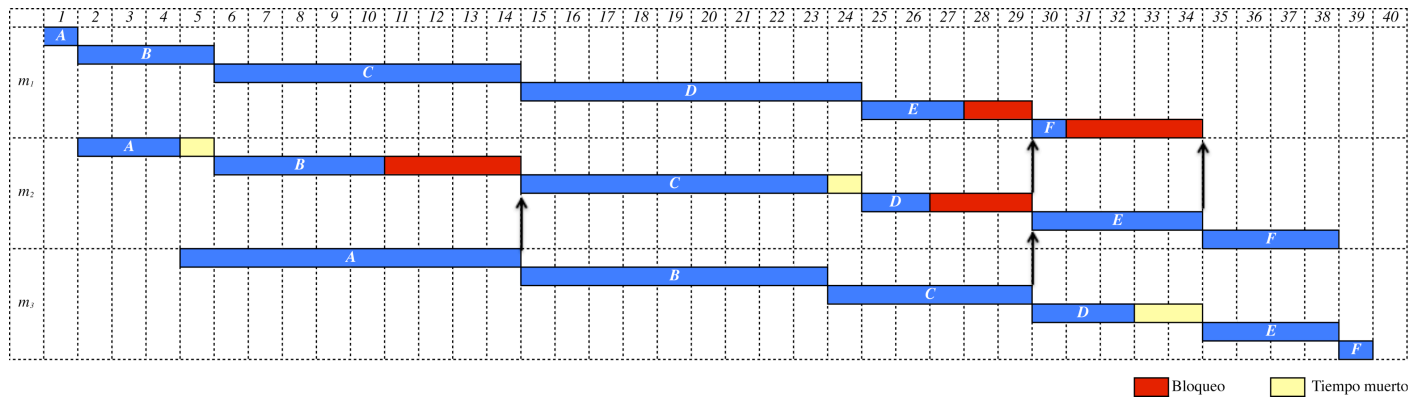 1 2 3 4 5 6 7 8 9 10 11 12 13 14 15 16 17 18 19 20 21 22 23 24 25 26 27 28 29 30 31 32 33 34 35 36 37 38 39 40
A
B
m1
C
D
E
F
A
B
m2
C
D
E
F
A
B
m3
C
D
E
F
Bloqueo Tiempo muerto